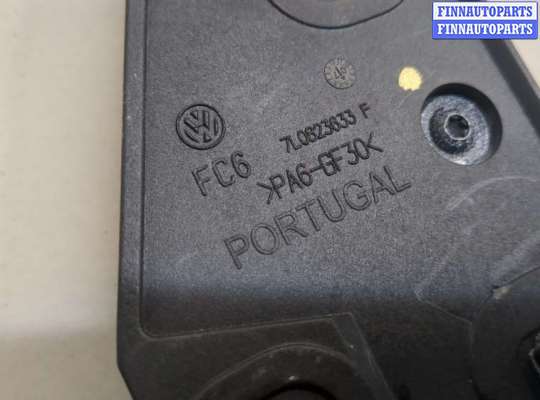 FINNAUTOPARTS
FINNAUTOPARTS
7L0823633 F
FC6
>PA6-GF30<
PORTUGAL